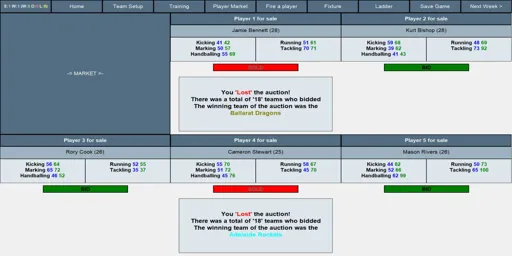 Home Team Setup Training Player Market Fire a player Fixture Ladder Save Game Next Week >
-= MARKET =-
Player 1 for sale
Jamie Bennett (28)
Kicking 41 42 Running 51 61
Marking 50 57 Tackling 70 71
Handballing 55 68
SOLD
You 'Lost' the auction!
There was a total of '18' teams who bidded
The winning team of the auction was the
Ballarat Dragons
Player 2 for sale
Kurt Bishop (28)
Kicking 59 68 Running 48 69
Marking 39 82 Tackling 73 92
Handballing 41 43
BID
Player 3 for sale
Rory Cook (28)
Kicking 56 64 Running 52 55
Marking 65 72 Tackling 35 37
Handballing 46 52
BID
Player 4 for sale
Cameron Stewart (25)
Kicking 55 70 Running 58 67
Marking 51 72 Tackling 45 70
Handballing 45 76
SOLD
You 'Lost' the auction!
There was a total of '18' teams who bidded
The winning team of the auction was the
Adelaide Rockets
Player 5 for sale
Mason Rivers (26)
Kicking 44 82 Running 50 73
Marking 52 66 Tackling 65 100
Handballing 62 99
BID